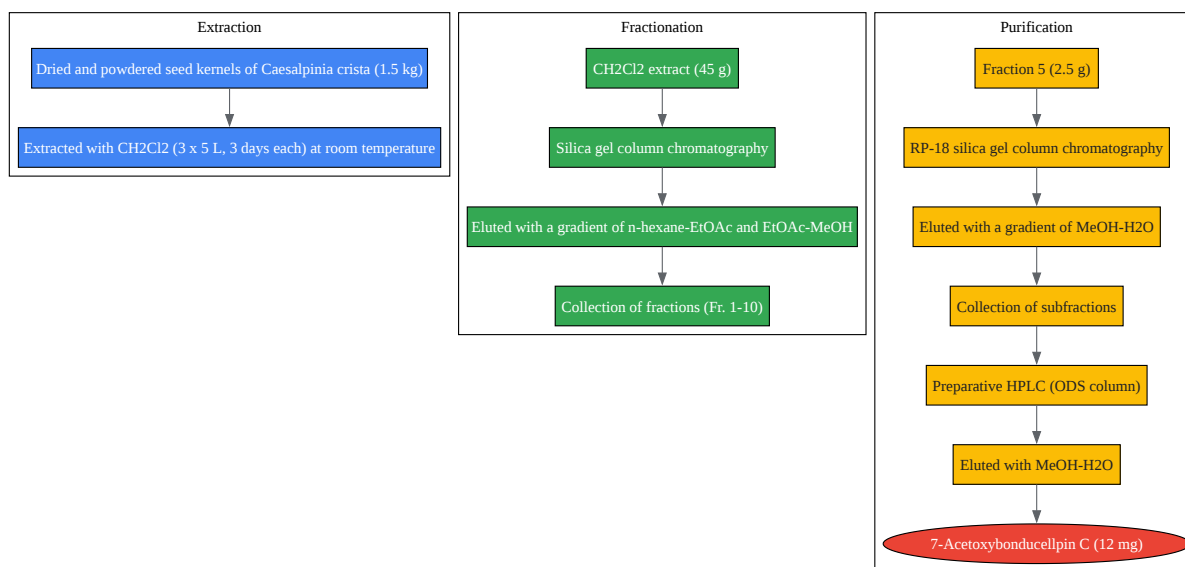 Extraction
Dried and powdered seed kernels of Caesalpinia crista (1.5 kg)
Extracted with CH2Cl2 (3 x 5 L, 3 days each) at room temperature
Fractionation
CH2Cl2 extract (45 g)
Silica gel column chromatography
Eluted with a gradient of n-hexane-EtOAc and EtOAc-MeOH
Collection of fractions (Fr. 1-10)
Purification
Fraction 5 (2.5 g)
RP-18 silica gel column chromatography
Eluted with a gradient of MeOH-H2O
Collection of subfractions
Preparative HPLC (ODS column)
Eluted with MeOH-H2O
7-Acetoxybonducellpin C (12 mg)